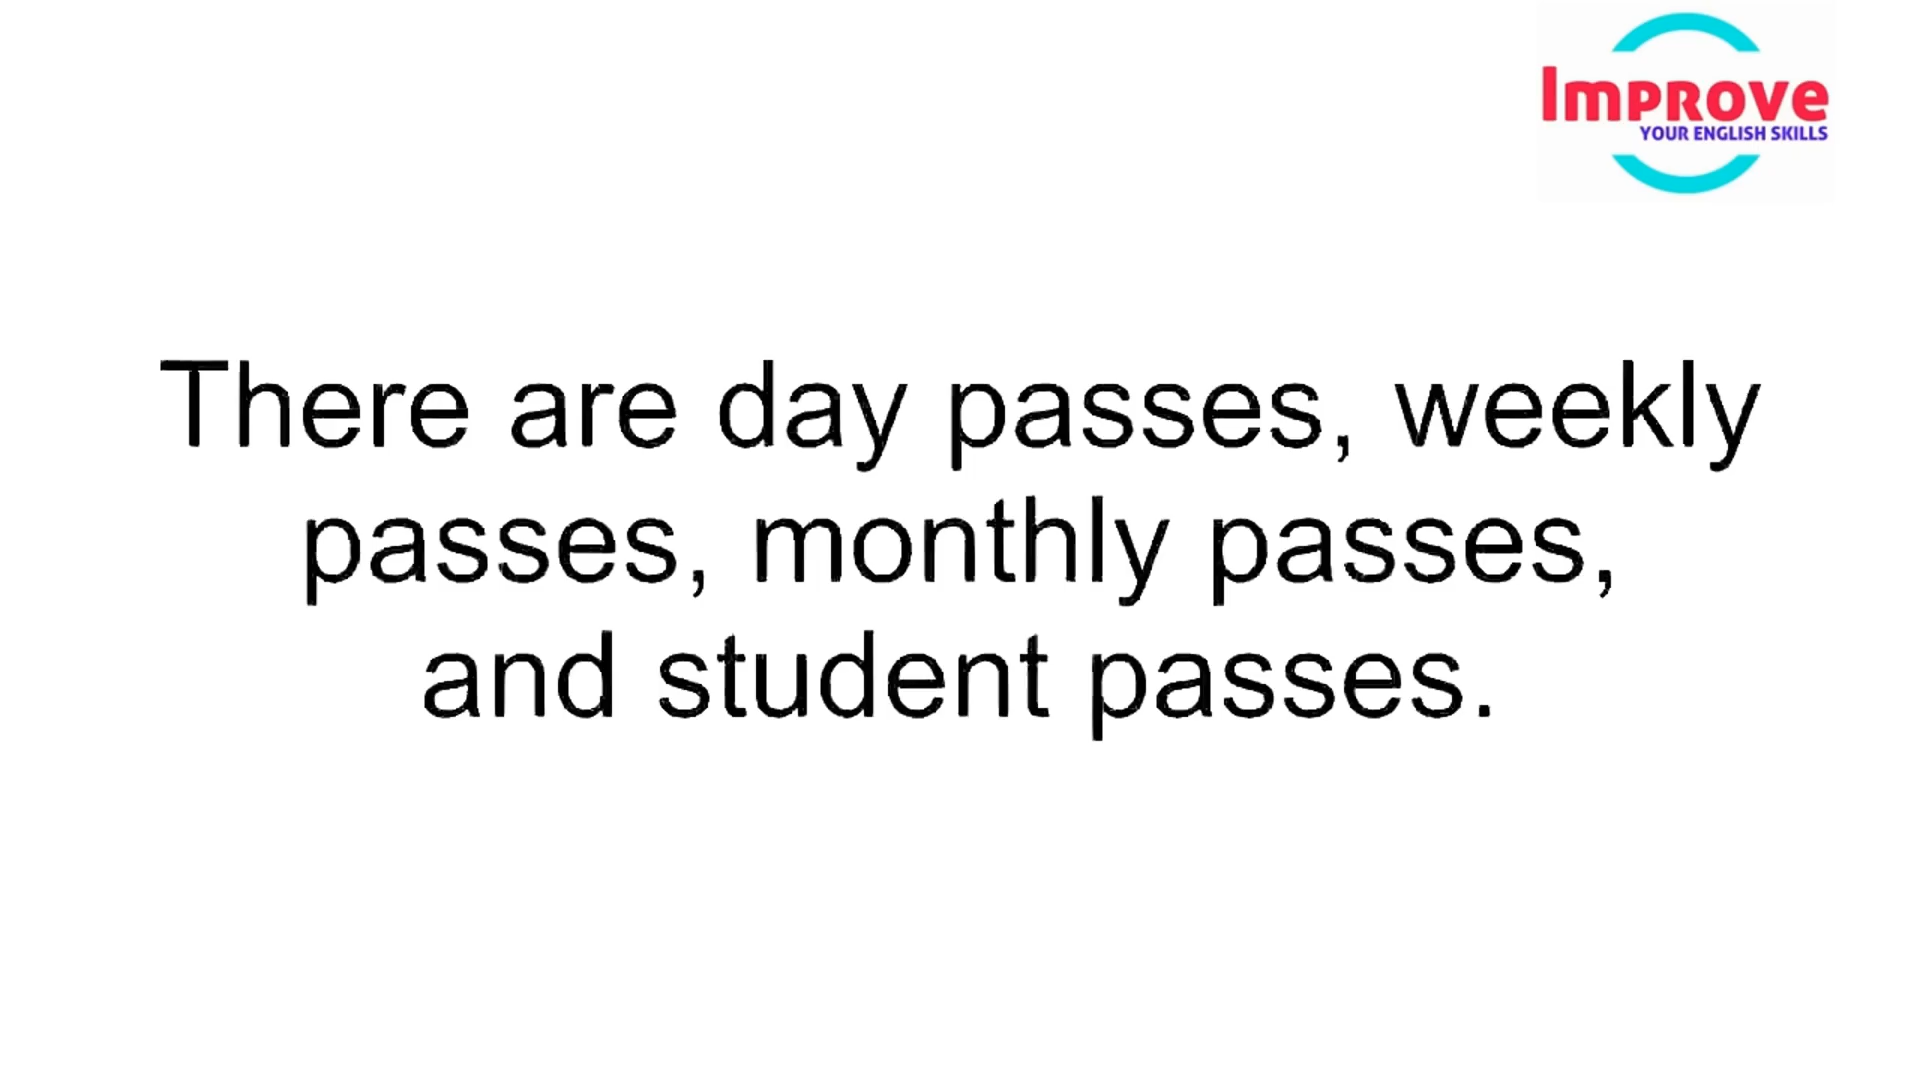 Improve
YOUR ENGLISH SKILLS
There are day passes, weekly
passes, monthly passes,
and student passes.